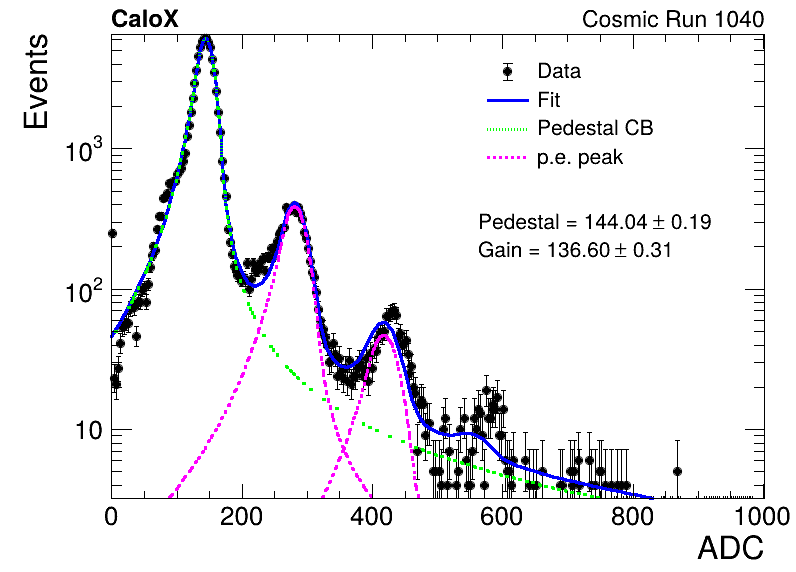 CaloX Cosmic Run 1040
Events
Data
Fit
Pedestal CB
p.e. peak
Pedestal = 144.04 ± 0.19
Gain = 136.60 ± 0.31
10³
10²
10
0 200 400 600 800 1000
ADC